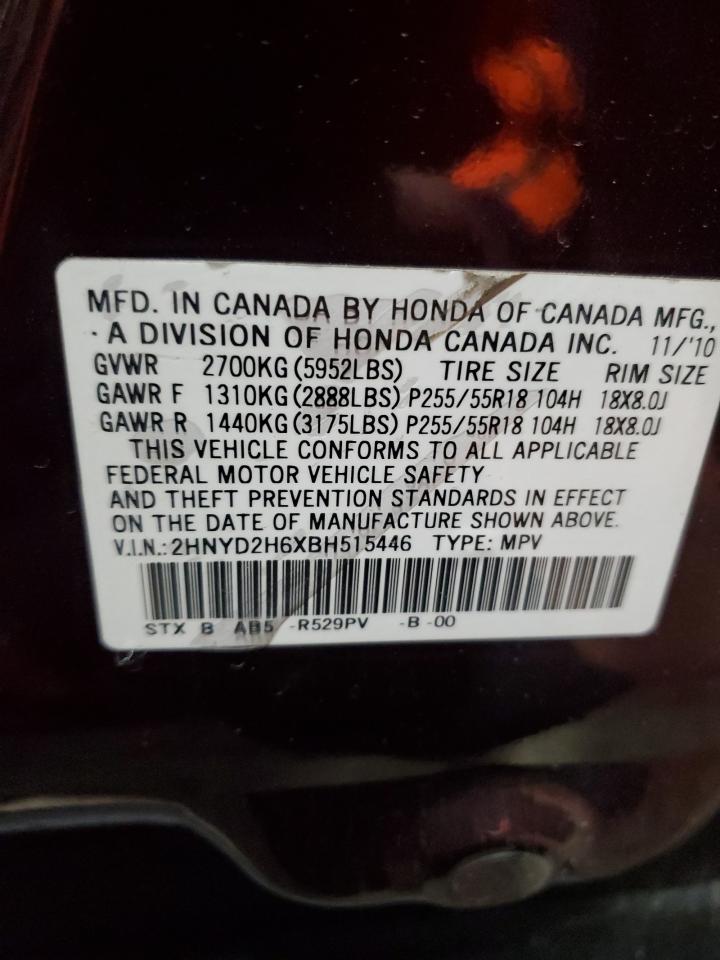 MFD. IN CANADA BY HONDA OF CANADA MFG.,
A DIVISION OF HONDA CANADA INC. 11/'10
GVWR 2700KG (5952LBS) TIRE SIZE RIM SIZE
GAWR F 1310KG (2888LBS) P255/55R18 104H 18X8.0J
GAWR R 1440KG (3175LBS) P255/55R18 104H 18X8.0J
THIS VEHICLE CONFORMS TO ALL APPLICABLE
FEDERAL MOTOR VEHICLE SAFETY
AND THEFT PREVENTION STANDARDS IN EFFECT
ON THE DATE OF MANUFACTURE SHOWN ABOVE.
V.I.N.: 2HNYD2H6XBH515446 TYPE: MPV
STX B AB5 -R529PV -B -00